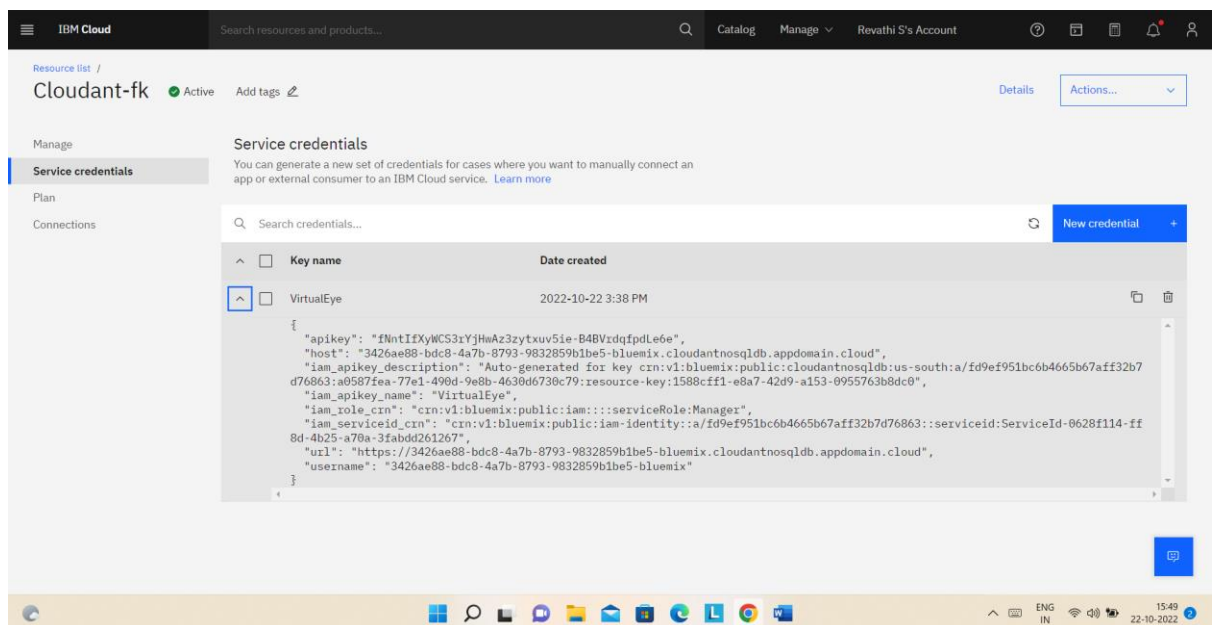 IBM Cloud
Search resources and products...
Catalog
Manage
Revathi S's Account
Resource list /
Cloudant-fk
Active
Add tags
Details
Actions...
Manage
Service credentials
Plan
Connections
Service credentials
You can generate a new set of credentials for cases where you want to manually connect an
app or external consumer to an IBM Cloud service. Learn more
Search credentials...
New credential +
Key name
Date created
VirtualEye
2022-10-22 3:38 PM
{
"apikey": "fNntIfXyWCS3rYjHwAz3zytxuv5ie-B4BVrdqfpdLe6e",
"host": "3426ae88-bdc8-4a7b-8793-9832859b1be5-bluemix.cloudantnosqldb.appdomain.cloud",
"iam_apikey_description": "Auto-generated for key crn:v1:bluemix:public:cloudantnosqldb:us-south:a/fd9ef951bc6b4665b67aff32b7
d76863:a0587fea-77e1-490d-9e8b-4630d6730c79:resource-key:1588cff1-e8a7-42d9-a153-0955763b8dc0",
"iam_apikey_name": "VirtualEye",
"iam_role_crn": "crn:v1:bluemix:public:iam::::serviceRole:Manager",
"iam_serviceid_crn": "crn:v1:bluemix:public:iam-identity::a/fd9ef951bc6b4665b67aff32b7d76863::serviceid:ServiceId-0628f114-ff
8d-4b25-a70a-3fabdd261267",
"url": "https://3426ae88-bdc8-4a7b-8793-9832859b1be5-bluemix.cloudantnosqldb.appdomain.cloud",
"username": "3426ae88-bdc8-4a7b-8793-9832859b1be5-bluemix"
}
ENG
IN
15:49
22-10-2022
2